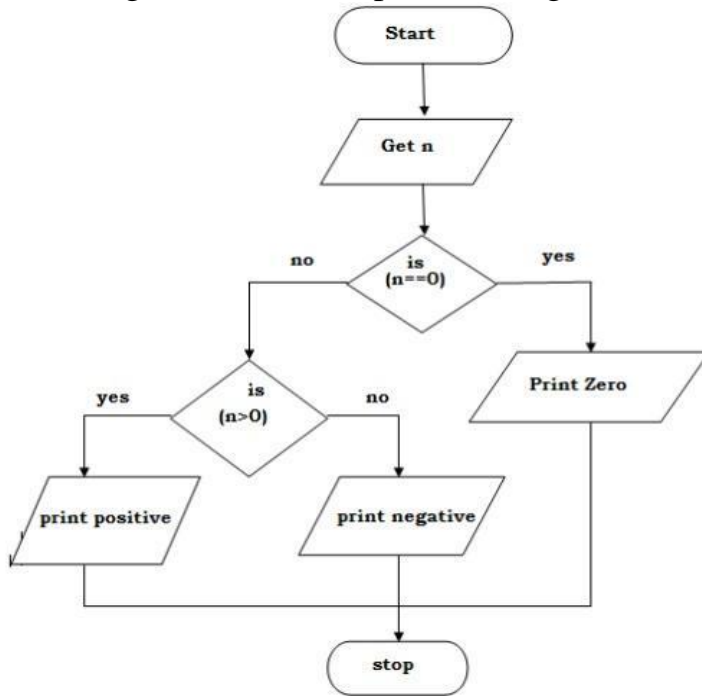 Start
Get n
is
(n==0)
no
yes
is
(n>0)
yes
no
Print Zero
print positive
print negative
stop